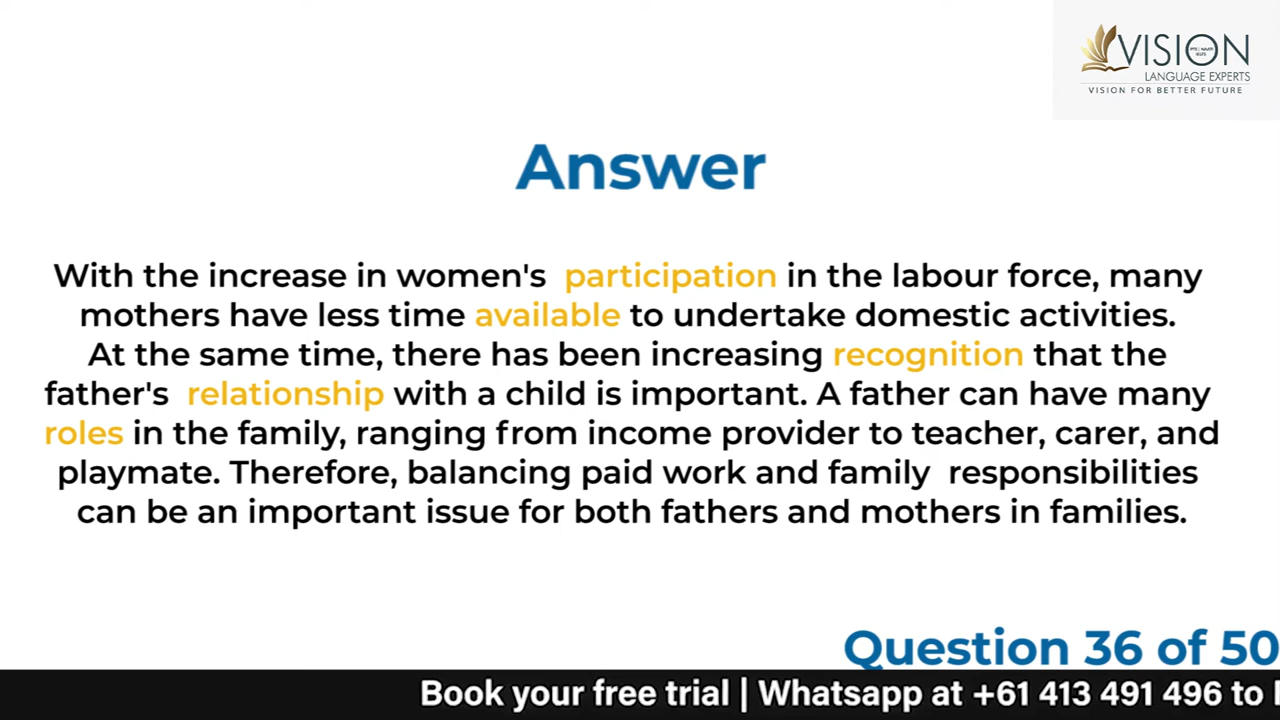 VISION
LANGUAGE EXPERTS
VISION FOR BETTER FUTURE
Answer
With the increase in women's participation in the labour force, many
mothers have less time available to undertake domestic activities.
At the same time, there has been increasing recognition that the
father's relationship with a child is important. A father can have many
roles in the family, ranging from income provider to teacher, carer, and
playmate. Therefore, balancing paid work and family responsibilities
can be an important issue for both fathers and mothers in families.
Question 36 of 50
Book your free trial | Whatsapp at +61 413 491 496 to